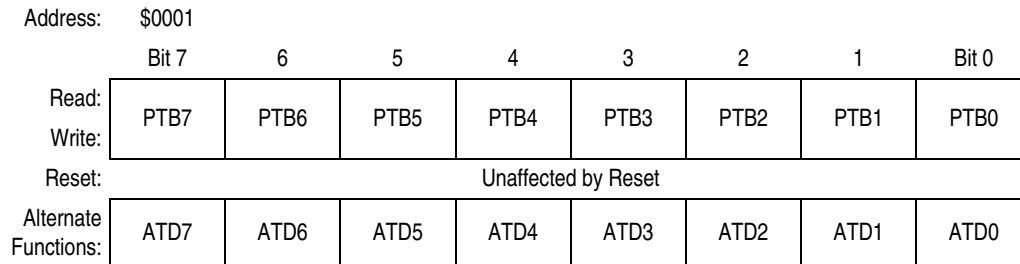 Address: $0001
Bit 7 6 5 4 3 2 1 Bit 0
Read:
PTB7 PTB6 PTB5 PTB4 PTB3 PTB2 PTB1 PTB0
Write:
Reset: Unaffected by Reset
Alternate
Functions:
ATD7 ATD6 ATD5 ATD4 ATD3 ATD2 ATD1 ATD0